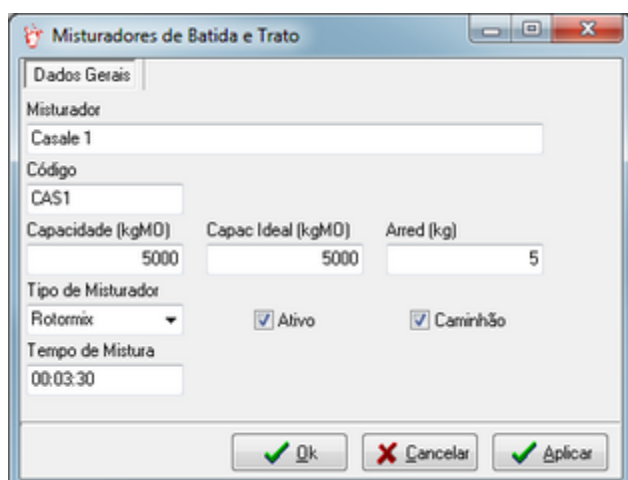 Misturadores de Batida e Trato
Dados Gerais
Misturador
Casale 1
Código
CAS1
Capacidade (kgMO) Capac Ideal (kgMO) Arred (kg)
5000 5000 5
Tipo de Misturador
Rotormix Ativo Caminhão
Tempo de Mistura
00:03:30
Ok Cancelar Aplicar